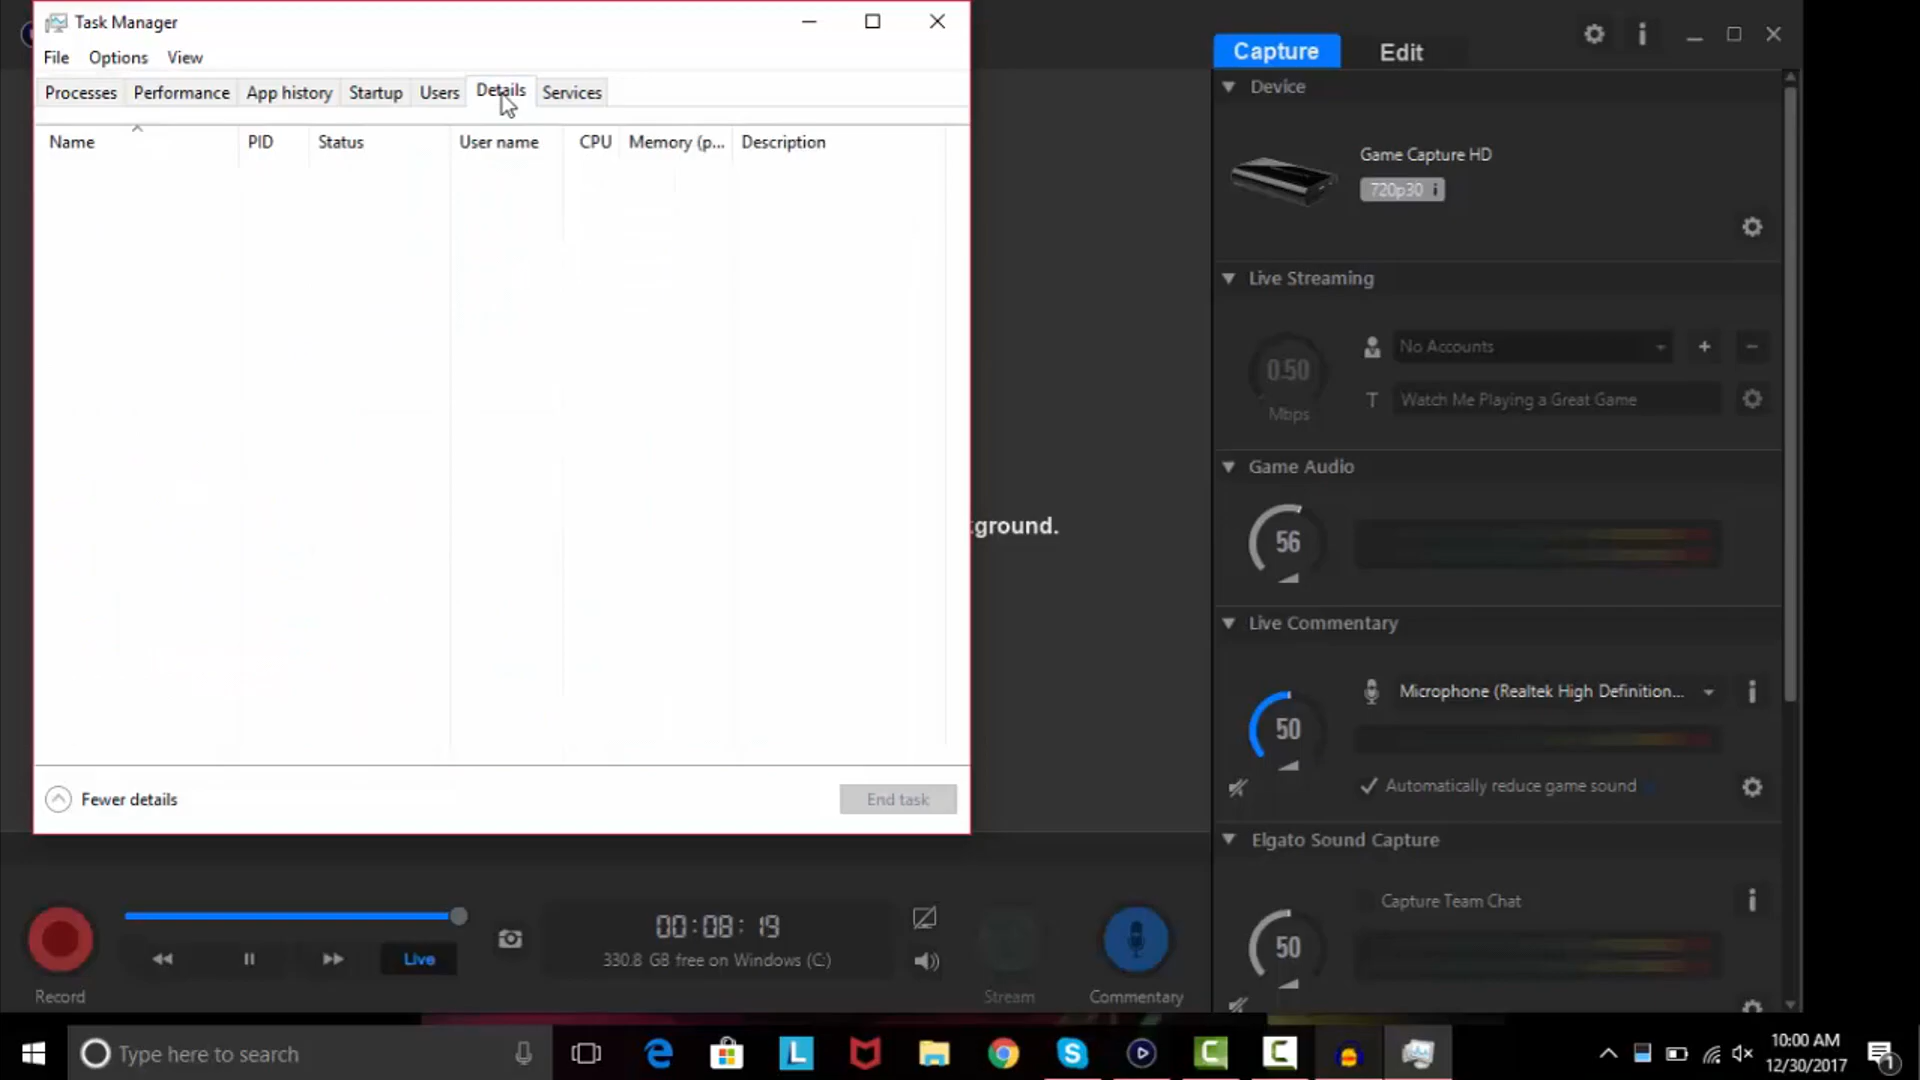 Task Manager
File Options View
Processes Performance App history Startup Users Details Services
Name PID Status User name CPU Memory (p... Description
Fewer details
End task
Capture Edit
Device
Game Capture HD
720p30 i
Live Streaming
0.50
Mbps
No Accounts
T Watch Me Playing a Great Game
Game Audio
56
ground.
Live Commentary
50
Microphone (Realtek High Definition...
Automatically reduce game sound
Elgato Sound Capture
Capture Team Chat
50
Live
00:08:19
330.8 GB free on Windows (C:)
Record
Stream
Commentary
Type here to search
10:00 AM
12/30/2017
1